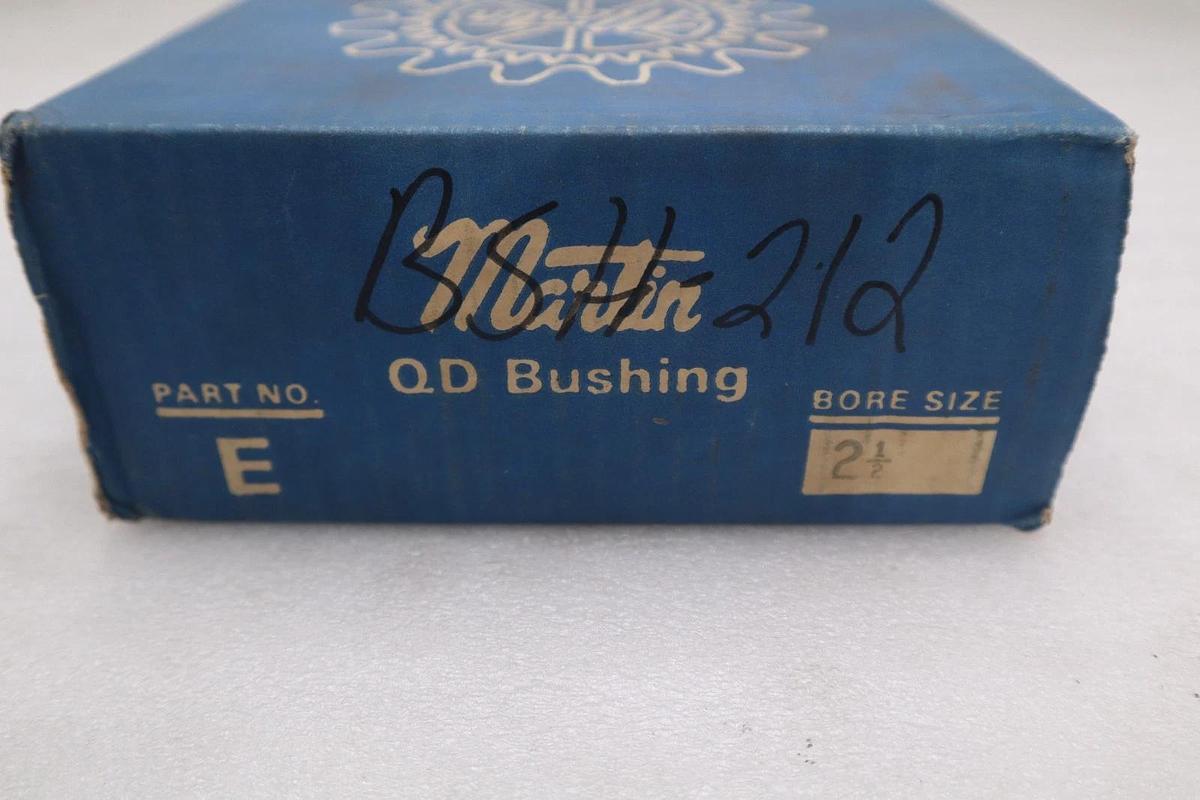 BSH-212
Martin
QD Bushing
PART NO.
E
BORE SIZE
2 1/2